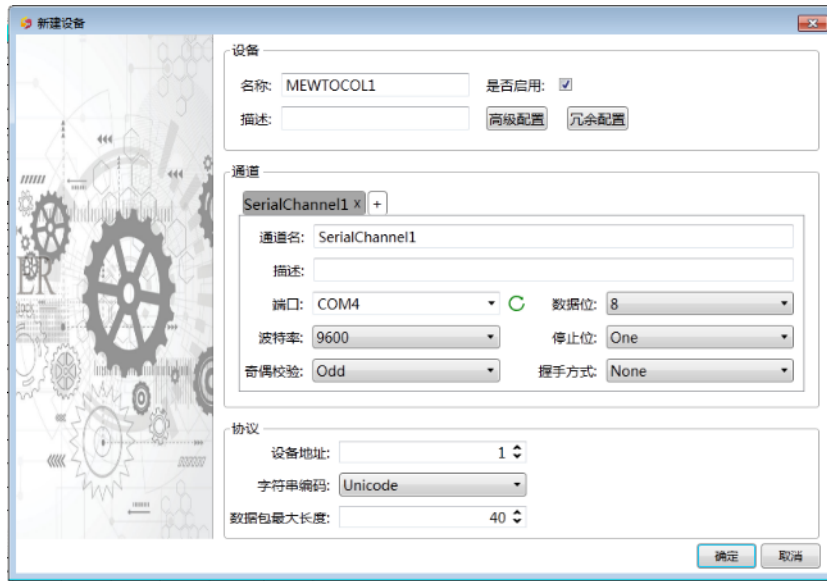 新建设备
设备
名称: MEWTOCOL1 是否启用:
描述: 高级配置 冗余配置
通道
SerialChannel1 x +
通道名: SerialChannel1
描述:
端口: COM4 数据位: 8
波特率: 9600 停止位: One
奇偶校验: Odd 握手方式: None
协议
设备地址: 1
字符串编码: Unicode
数据包最大长度: 40
确定 取消
ER